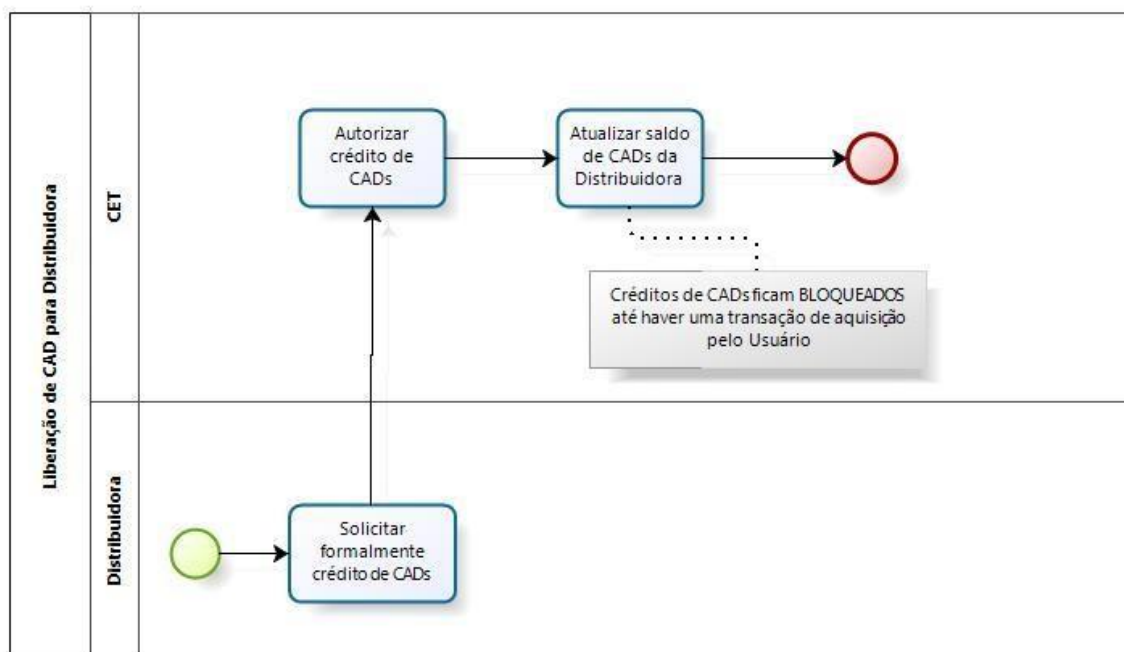 Liberação de CAD para Distribuidora
CET
Autorizar
crédito de
CADs
Atualizar saldo
de CADs da
Distribuidora
Créditos de CADs ficam BLOQUEADOS
até haver uma transação de aquisição
pelo Usuário
Distribuidora
Solicitar
formalmente
crédito de CADs